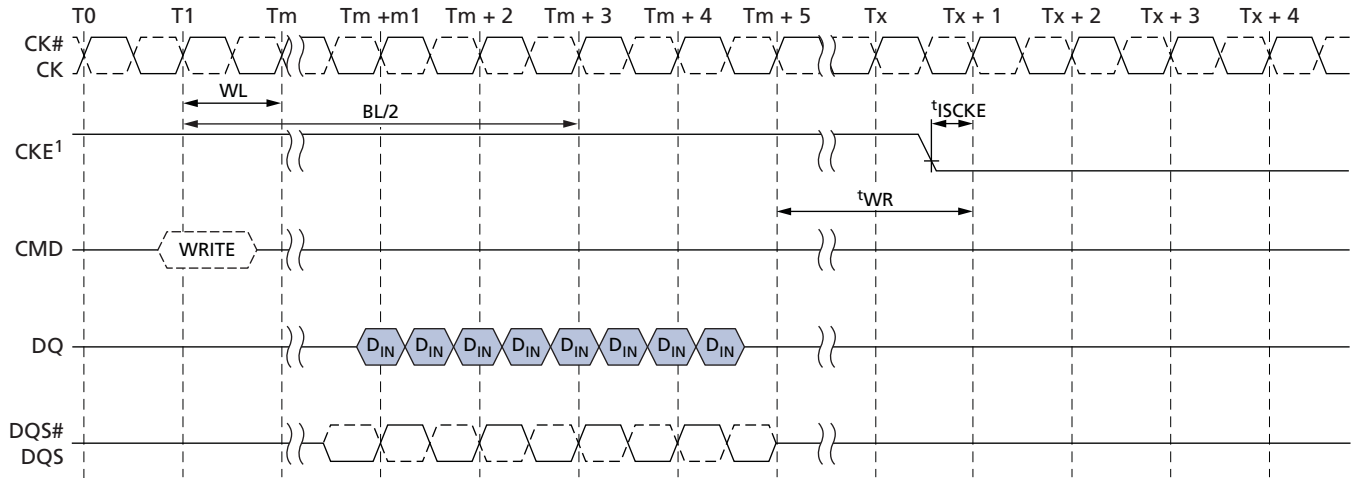 T0 T1 Tm Tm +m1 Tm + 2 Tm + 3 Tm + 4 Tm + 5 Tx Tx + 1 Tx + 2 Tx + 3 Tx + 4
CK#
CK
WL
BL/2
tISCKE
CKE1
tWR
CMD WRITE
DQ DIN DIN DIN DIN DIN DIN DIN DIN
DQS#
DQS